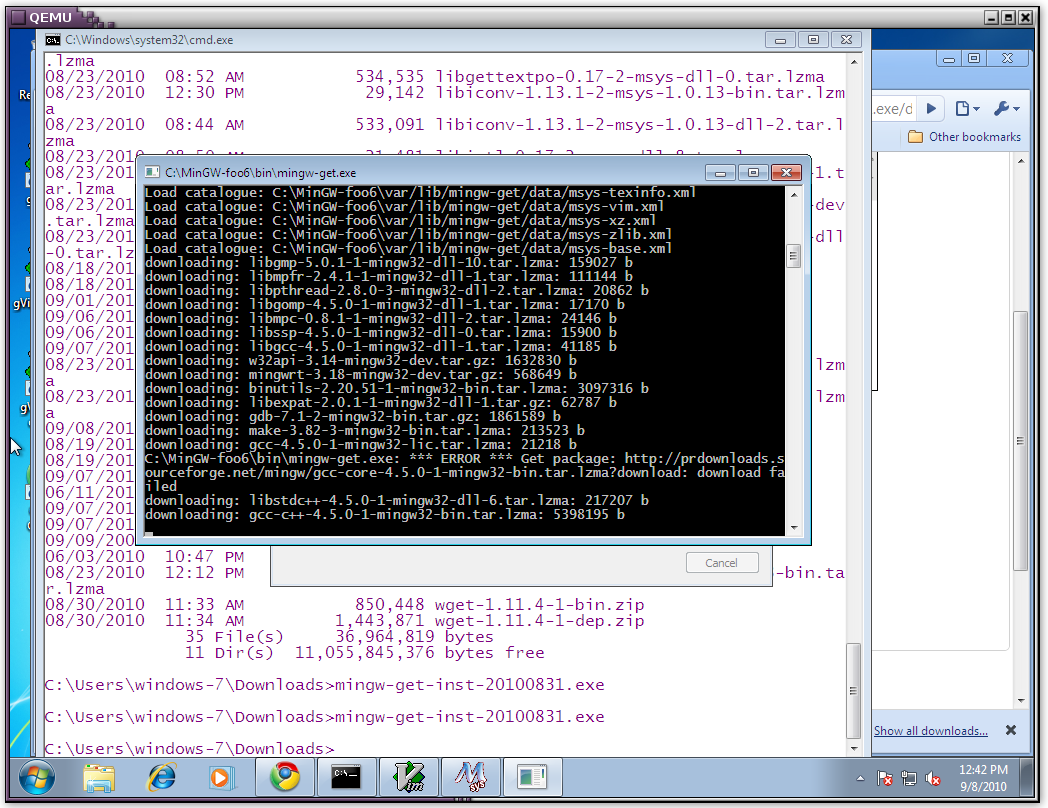 QEMU
C:\Windows\system32\cmd.exe
.lzma
08/23/2010 08:52 AM 534,535 libgettextpo-0.17-2-msys-dll-0.tar.lzma
08/23/2010 12:30 PM 29,142 libiconv-1.13.1-2-msys-1.0.13-bin.tar.lzm
a
08/23/2010 08:44 AM 533,091 libiconv-1.13.1-2-msys-1.0.13-dll-2.tar.l
zma
C:\MinGW-foo6\bin\mingw-get.exe
Load catalogue: C:\MinGW-foo6\var/lib/mingw-get/data/msys-texinfo.xml
Load catalogue: C:\MinGW-foo6\var/lib/mingw-get/data/msys-vim.xml
Load catalogue: C:\MinGW-foo6\var/lib/mingw-get/data/msys-xz.xml
Load catalogue: C:\MinGW-foo6\var/lib/mingw-get/data/msys-zlib.xml
Load catalogue: C:\MinGW-foo6\var/lib/mingw-get/data/msys-base.xml
downloading: libgmp-5.0.1-1-mingw32-dll-10.tar.lzma: 159027 b
downloading: libmpfr-2.4.1-1-mingw32-dll-1.tar.lzma: 111144 b
downloading: libpthread-2.8.0-3-mingw32-dll-2.tar.lzma: 20862 b
downloading: libgomp-4.5.0-1-mingw32-dll-1.tar.lzma: 17170 b
downloading: libmpc-0.8.1-1-mingw32-dll-2.tar.lzma: 24146 b
downloading: libssp-4.5.0-1-mingw32-dll-0.tar.lzma: 15900 b
downloading: libgcc-4.5.0-1-mingw32-dll-1.tar.lzma: 41185 b
downloading: w32api-3.14-mingw32-dev.tar.gz: 1632830 b
downloading: mingwrt-3.18-mingw32-dev.tar.gz: 568649 b
downloading: binutils-2.20.51-1-mingw32-bin.tar.lzma: 3097316 b
downloading: libexpat-2.0.1-1-mingw32-dll-1.tar.gz: 62787 b
downloading: gdb-7.1-2-mingw32-bin.tar.gz: 1861589 b
downloading: make-3.82-3-mingw32-bin.tar.lzma: 213523 b
downloading: gcc-4.5.0-1-mingw32-lic.tar.lzma: 21218 b
C:\MinGW-foo6\bin\mingw-get.exe: *** ERROR *** Get package: http://prdownloads.s
ourceforge.net/mingw/gcc-core-4.5.0-1-mingw32-bin.tar.lzma?download: download fa
iled
downloading: libstdc++-4.5.0-1-mingw32-dll-6.tar.lzma: 217207 b
downloading: gcc-c++-4.5.0-1-mingw32-bin.tar.lzma: 5398195 b
08/23/201
08/23/201 1.t
ar.lzma
08/23/201 -dev
.tar.lzma
08/23/201 -dll
-0.tar.lz
08/18/201
08/18/201
09/01/201
09/06/201
09/06/201
09/07/201
08/23/201 lzm
a
08/23/201 lzm
a
09/08/201
08/19/201
08/19/201
09/07/201
06/11/201
09/07/201
09/07/201
09/09/200
06/03/2010 10:47 PM
08/23/2010 12:12 PM -bin.ta
r.lzma
08/30/2010 11:33 AM 850,448 wget-1.11.4-1-bin.zip
08/30/2010 11:34 AM 1,443,871 wget-1.11.4-1-dep.zip
35 File(s) 36,964,819 bytes
11 Dir(s) 11,055,845,376 bytes free
C:\Users\windows-7\Downloads>mingw-get-inst-20100831.exe
C:\Users\windows-7\Downloads>mingw-get-inst-20100831.exe
C:\Users\windows-7\Downloads>
Cancel
.exe/d
Other bookmarks
Show all downloads...
Re
gVi
12:42 PM
9/8/2010